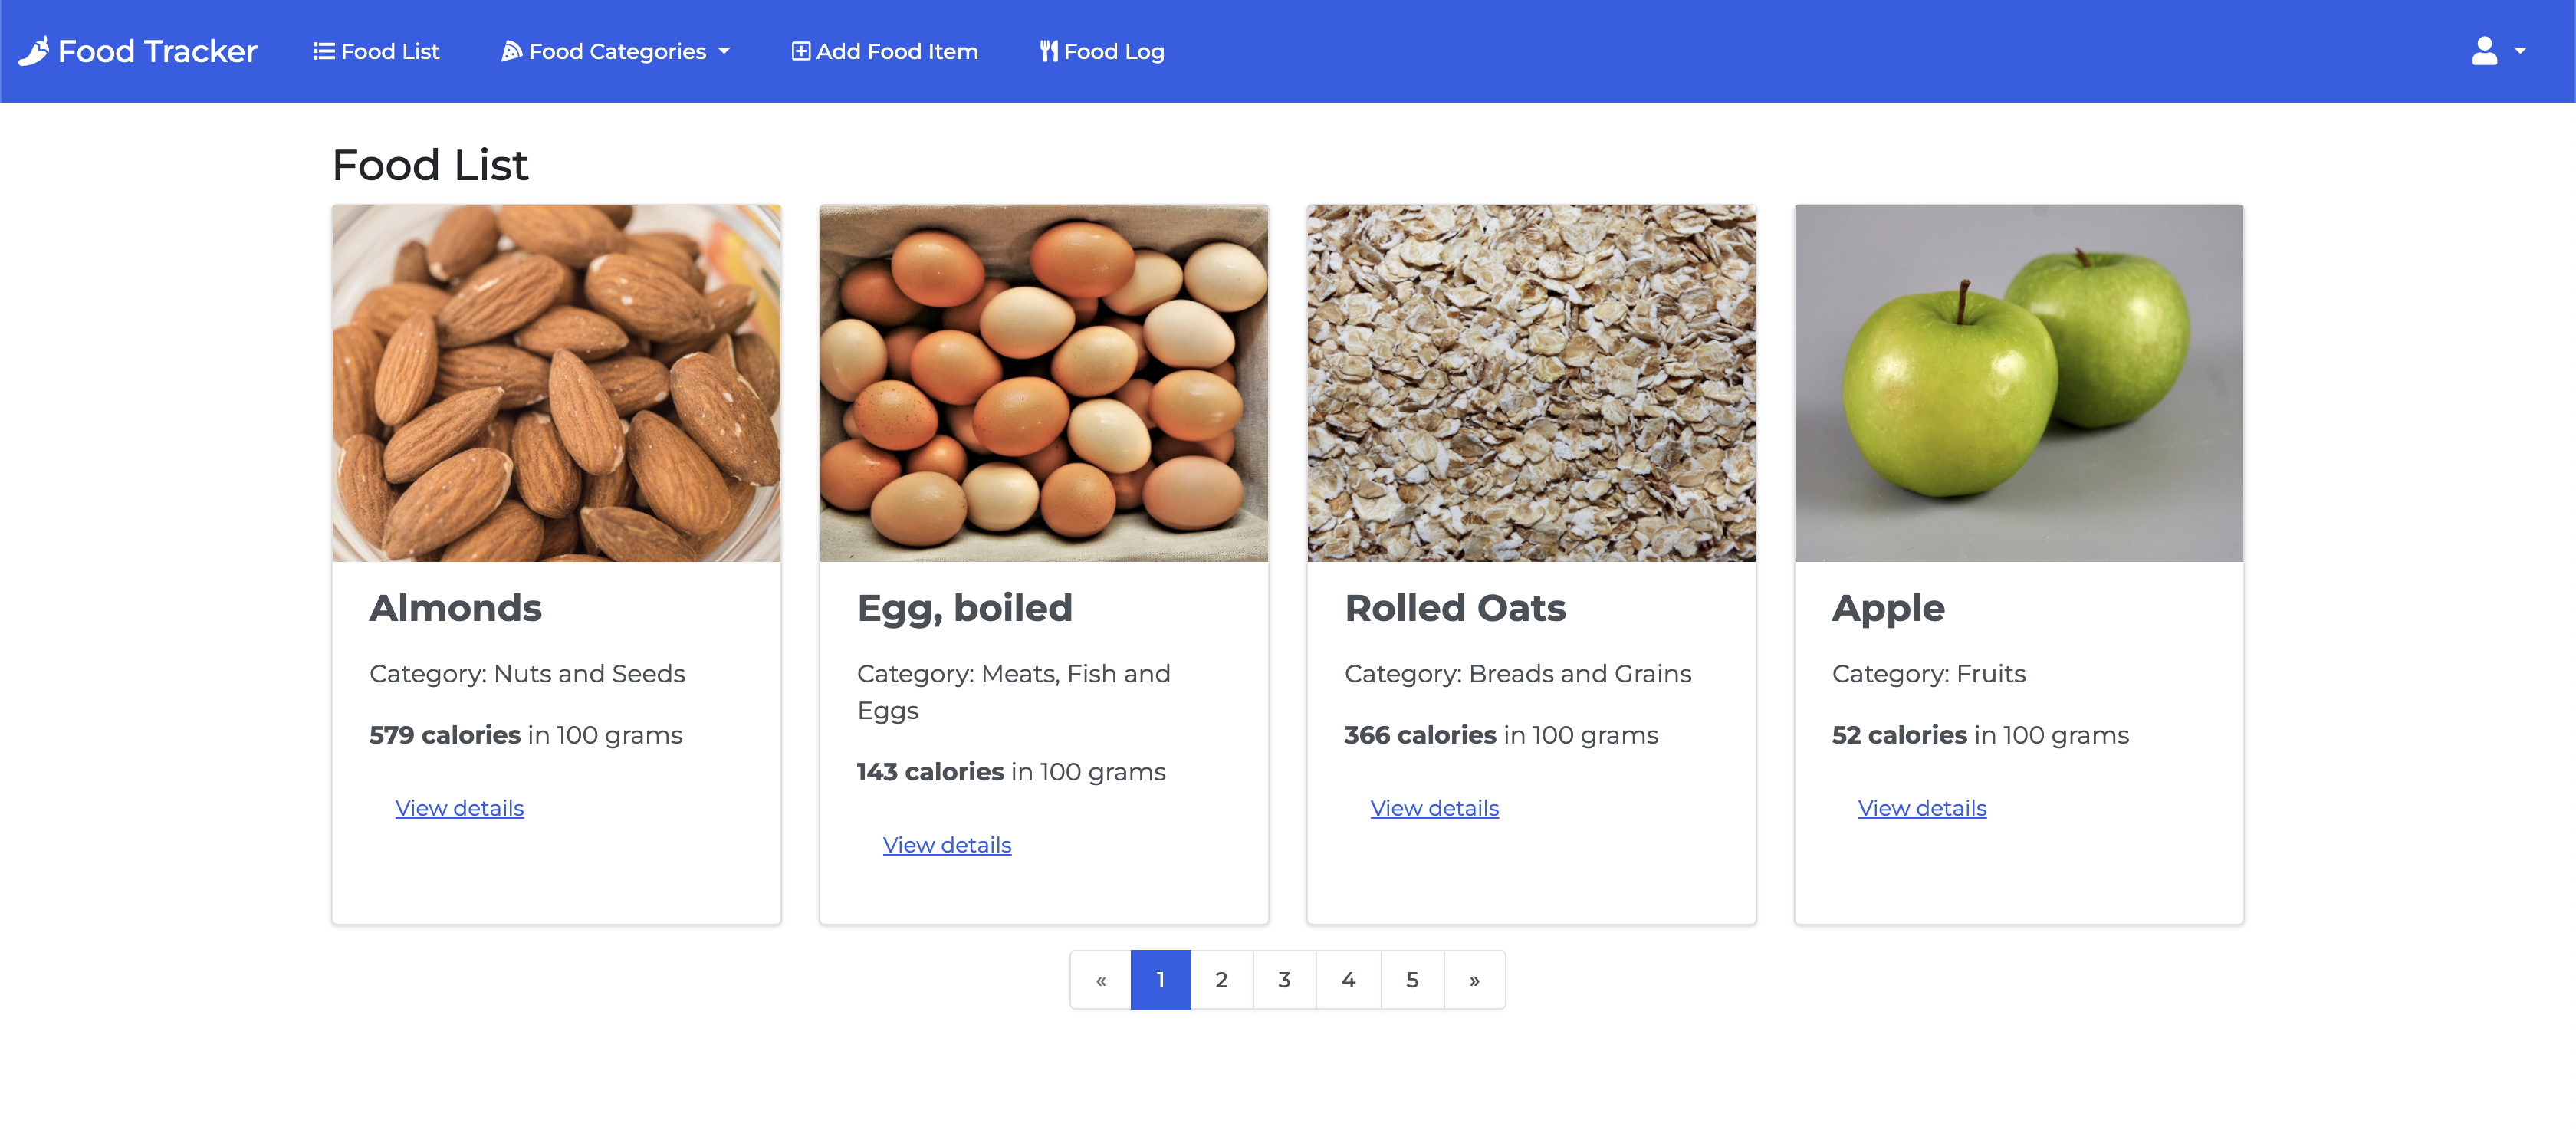 Food Tracker Food List Food Categories Add Food Item Food Log
Food List
Almonds
Category: Nuts and Seeds
579 calories in 100 grams
View details
Egg, boiled
Category: Meats, Fish and
Eggs
143 calories in 100 grams
View details
Rolled Oats
Category: Breads and Grains
366 calories in 100 grams
View details
Apple
Category: Fruits
52 calories in 100 grams
View details
« 1 2 3 4 5 »